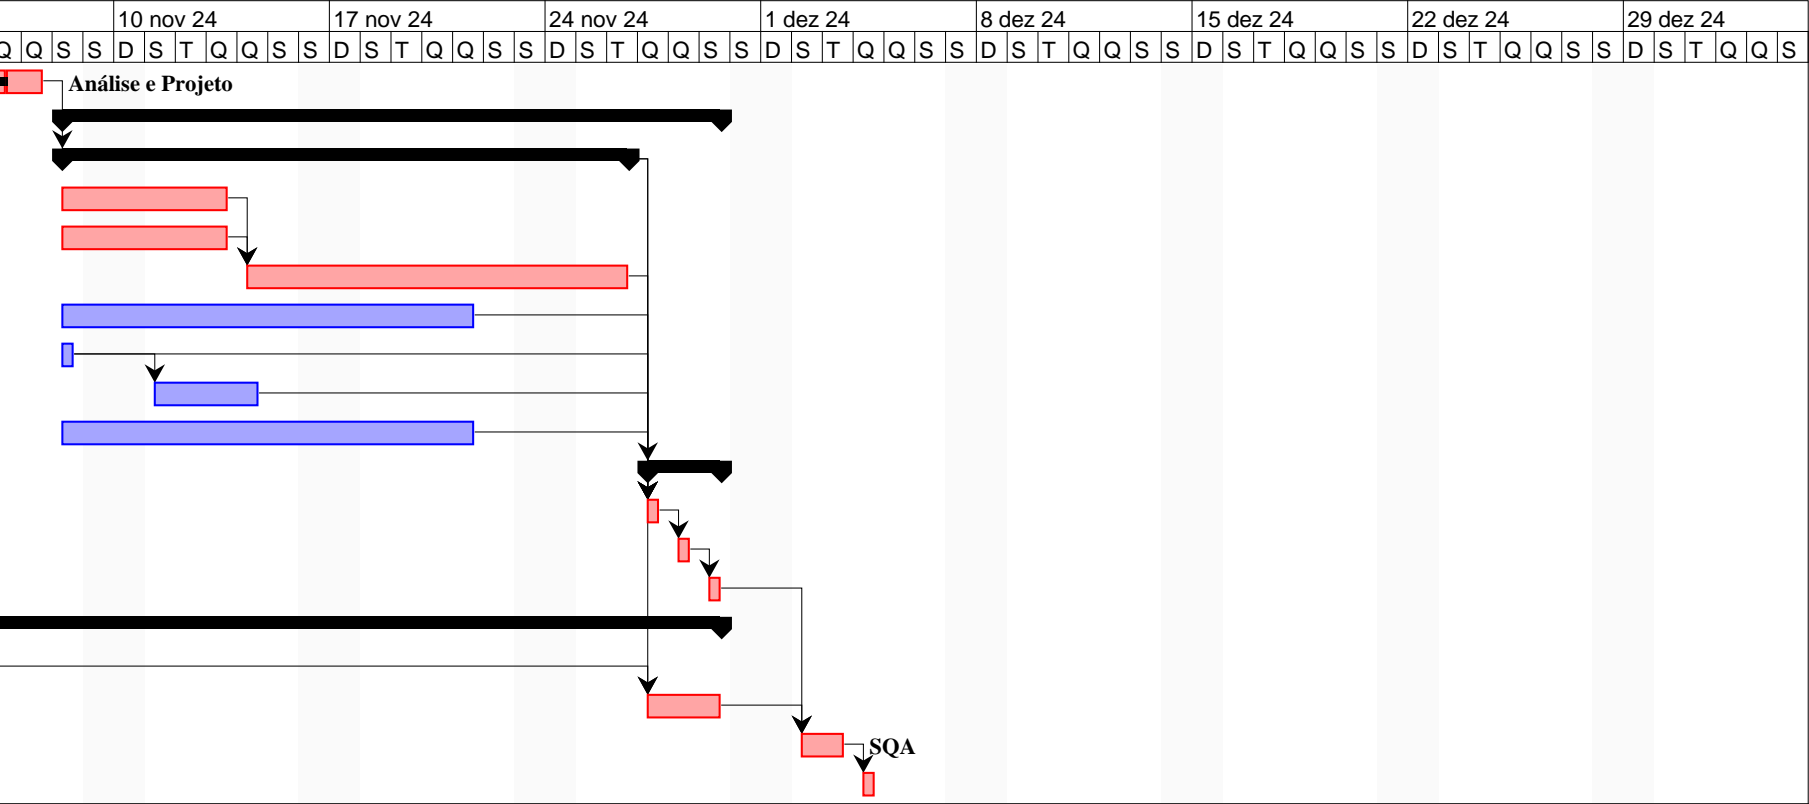 10 nov 24 17 nov 24 24 nov 24 1 dez 24 8 dez 24 15 dez 24 22 dez 24 29 dez 24
Q Q S S D S T Q Q S S D S T Q Q S S D S T Q Q S S D S T Q Q S S D S T Q Q S S D S T Q Q S S D S T Q Q S S D S T Q Q S
Análise e Projeto
SQA